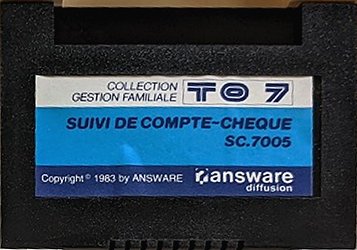 COLLECTION
GESTION FAMILIALE
TO 7
SUIVI DE COMPTE-CHEQUE
SC.7005
Copyright © 1983 by ANSWARE
answare
diffusion